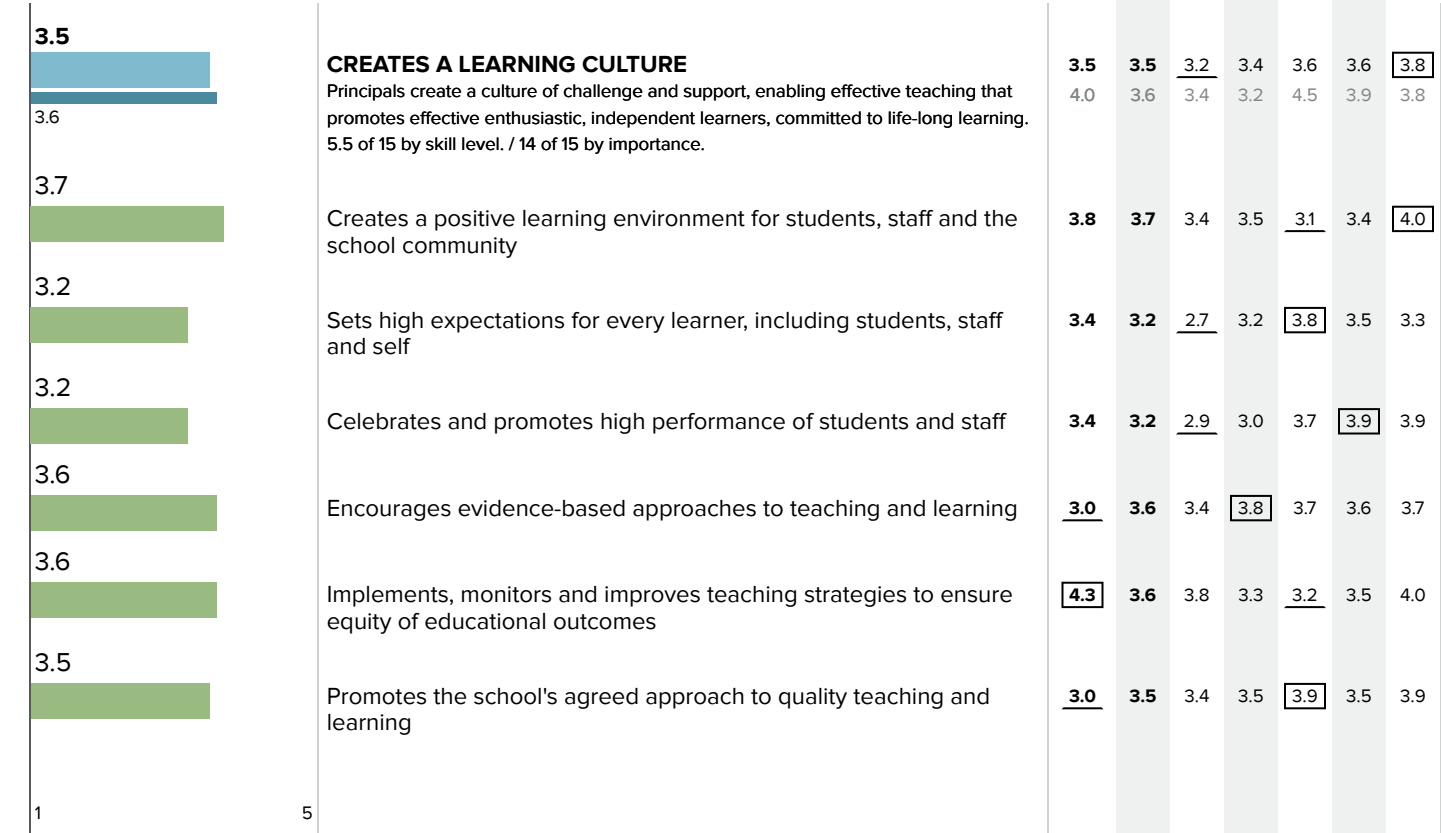 3.5
CREATES A LEARNING CULTURE 3.5 3.5 3.2 3.4 3.6 3.6 3.8
Principals create a culture of challenge and support, enabling effective teaching that 4.0 3.6 3.4 3.2 4.5 3.9 3.8
3.6 promotes effective enthusiastic, independent learners, committed to life-long learning.
5.5 of 15 by skill level. / 14 of 15 by importance.
3.7
Creates a positive learning environment for students, staff and the 3.8 3.7 3.4 3.5 3.1 3.4 4.0
school community
3.2
Sets high expectations for every learner, including students, staff 3.4 3.2 2.7 3.2 3.8 3.5 3.3
and self
3.2
Celebrates and promotes high performance of students and staff 3.4 3.2 2.9 3.0 3.7 3.9 3.9
3.6
Encourages evidence-based approaches to teaching and learning 3.0 3.6 3.4 3.8 3.7 3.6 3.7
3.6
Implements, monitors and improves teaching strategies to ensure 4.3 3.6 3.8 3.3 3.2 3.5 4.0
equity of educational outcomes
3.5
Promotes the school's agreed approach to quality teaching and 3.0 3.5 3.4 3.5 3.9 3.5 3.9
learning
1 5